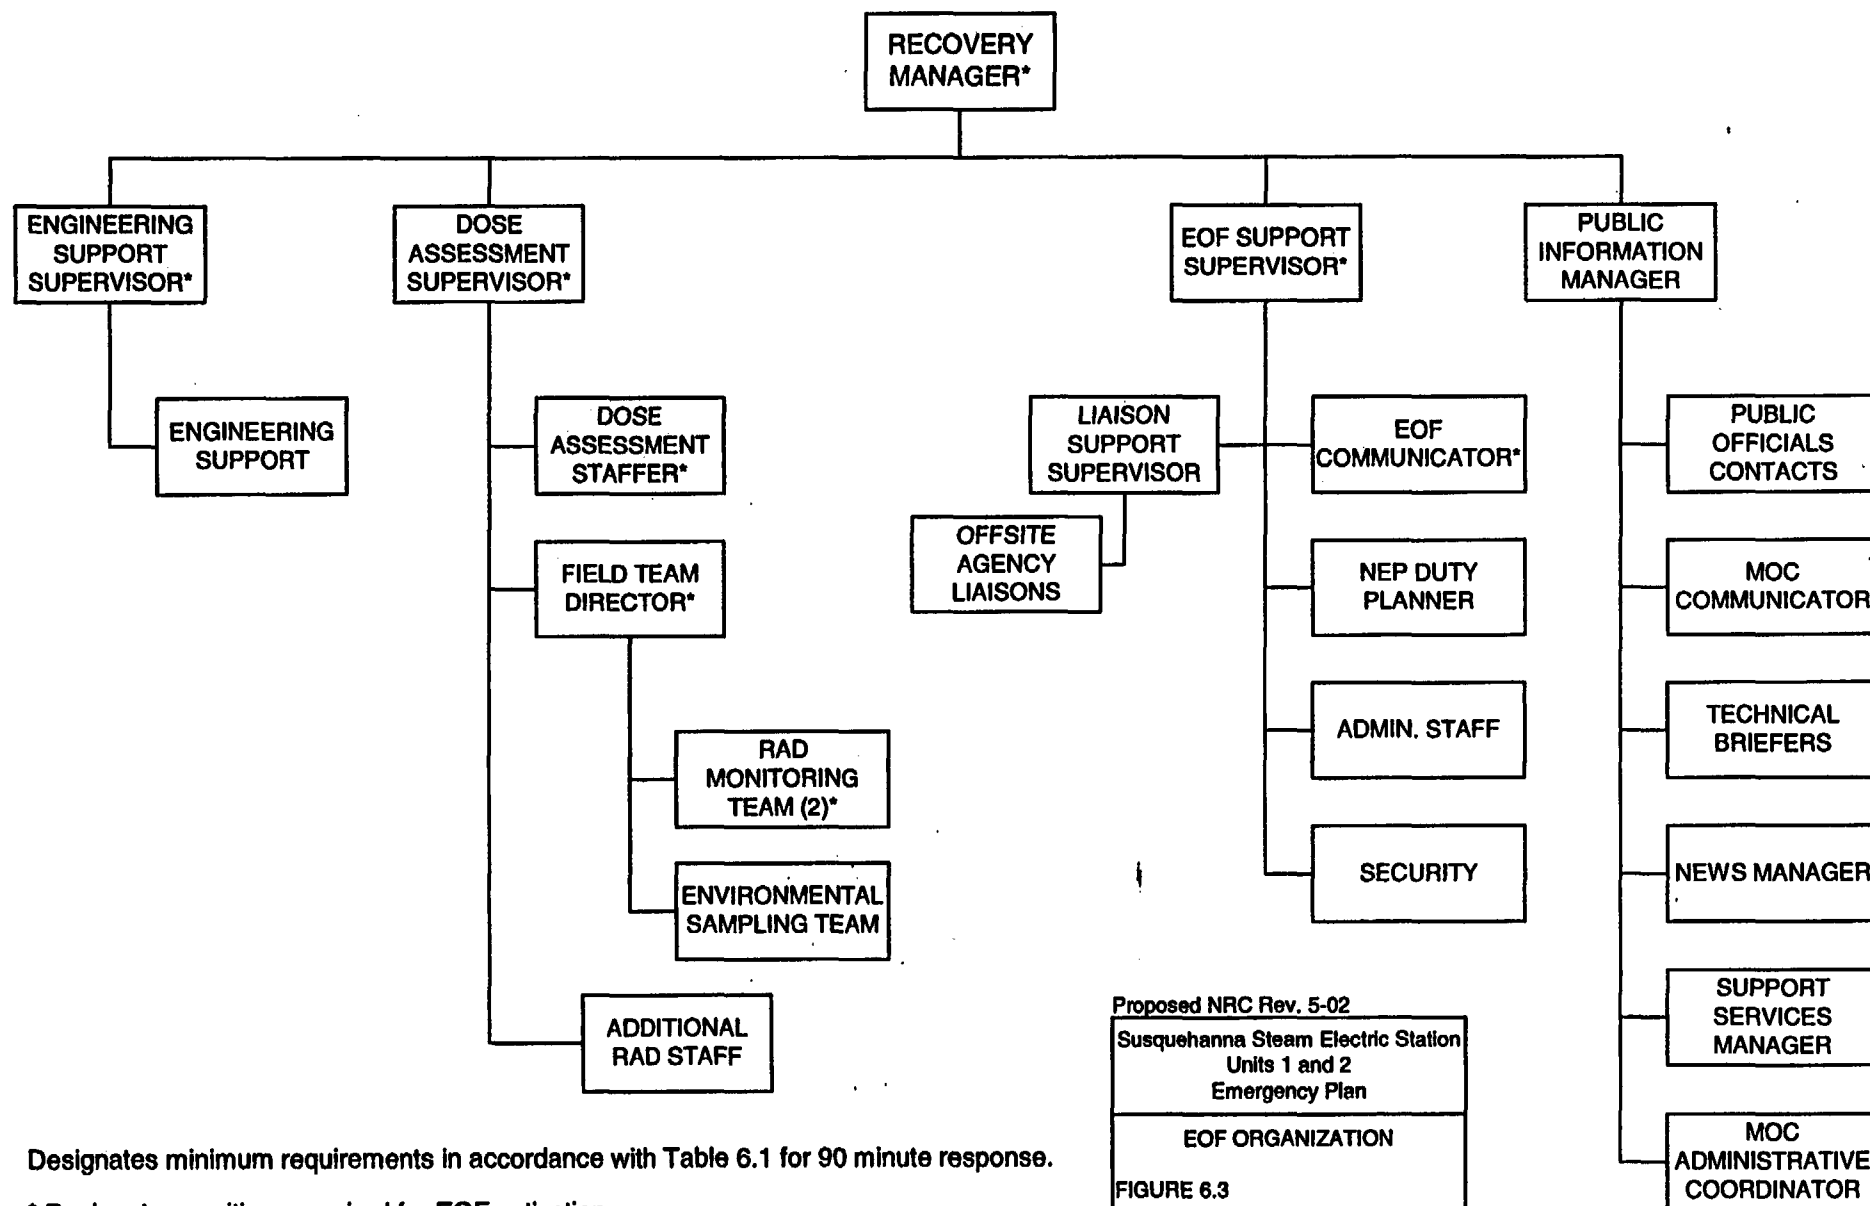 RECOVERY
MANAGER*
ENGINEERING
SUPPORT
SUPERVISOR*
DOSE
ASSESSMENT
SUPERVISOR*
EOF SUPPORT
SUPERVISOR*
PUBLIC
INFORMATION
MANAGER
ENGINEERING
SUPPORT
DOSE
ASSESSMENT
STAFFER*
FIELD TEAM
DIRECTOR*
RAD
MONITORING
TEAM (2)*
ENVIRONMENTAL
SAMPLING TEAM
ADDITIONAL
RAD STAFF
LIAISON
SUPPORT
SUPERVISOR
OFFSITE
AGENCY
LIAISONS
EOF
COMMUNICATOR*
NEP DUTY
PLANNER
ADMIN. STAFF
SECURITY
PUBLIC
OFFICIALS
CONTACTS
MOC
COMMUNICATOR
TECHNICAL
BRIEFERS
NEWS MANAGER
SUPPORT
SERVICES
MANAGER
MOC
ADMINISTRATIVE
COORDINATOR
Proposed NRC Rev. 5-02
Susquehanna Steam Electric Station
Units 1 and 2
Emergency Plan
EOF ORGANIZATION
FIGURE 6.3
Designates minimum requirements in accordance with Table 6.1 for 90 minute response.